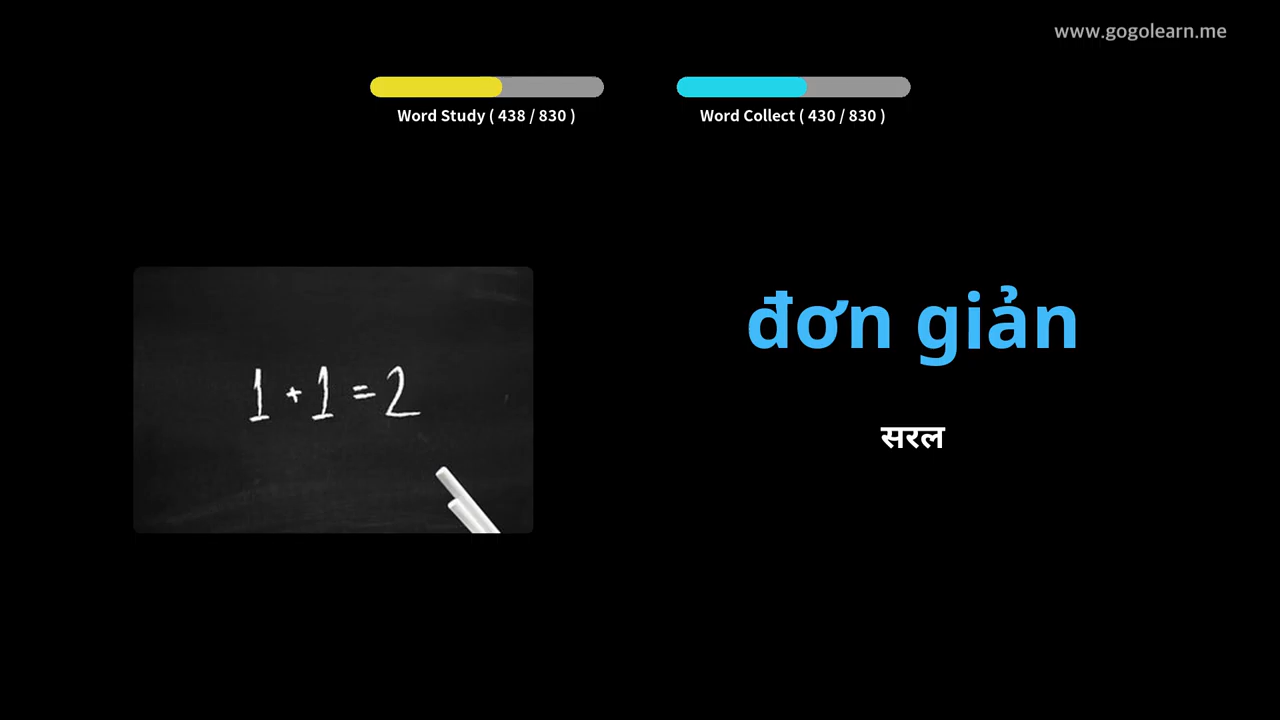 www.gogolearn.me
Word Study ( 438 / 830 )
Word Collect ( 430 / 830 )
1 + 1 = 2
đơn giản
सरल